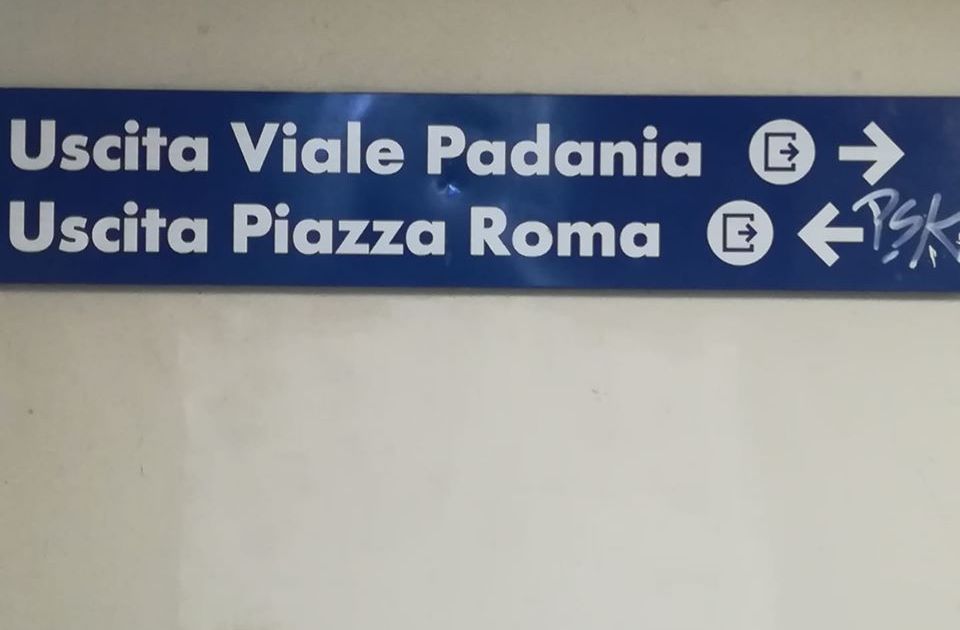 Uscita Viale Padania
Uscita Piazza Roma
PSK